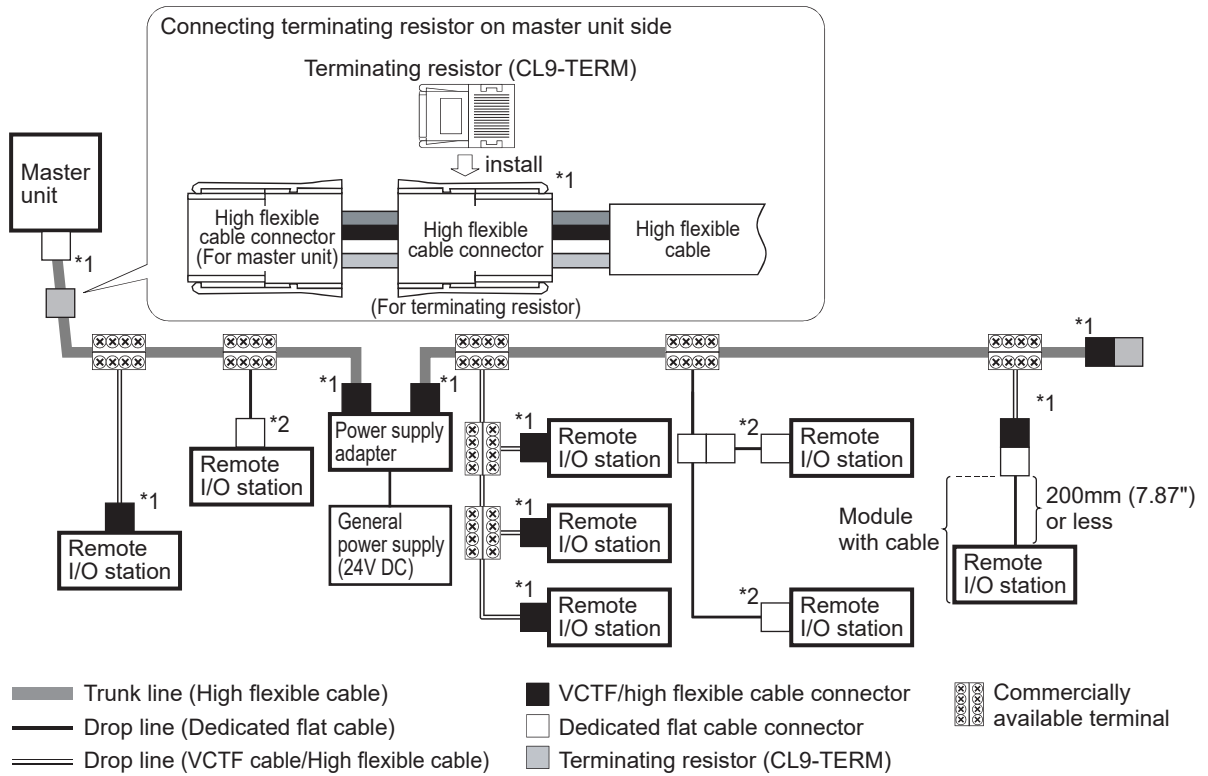 Connecting terminating resistor on master unit side
Terminating resistor (CL9-TERM)
install
*1
High flexible
cable connector
(For master unit)
High flexible
cable connector
High flexible
cable
(For terminating resistor)
Master
unit
*1
*1
*1
*1
*1
*2
Remote
I/O station
*1
Remote
I/O station
Power supply
adapter
General
power supply
(24V DC)
*1
Remote
I/O station
*1
Remote
I/O station
*1
Remote
I/O station
*2
Remote
I/O station
*2
Remote
I/O station
Module
with cable
200mm (7.87")
or less
Remote
I/O station
Trunk line (High flexible cable)
Drop line (Dedicated flat cable)
Drop line (VCTF cable/High flexible cable)
VCTF/high flexible cable connector
Dedicated flat cable connector
Terminating resistor (CL9-TERM)
Commercially
available terminal